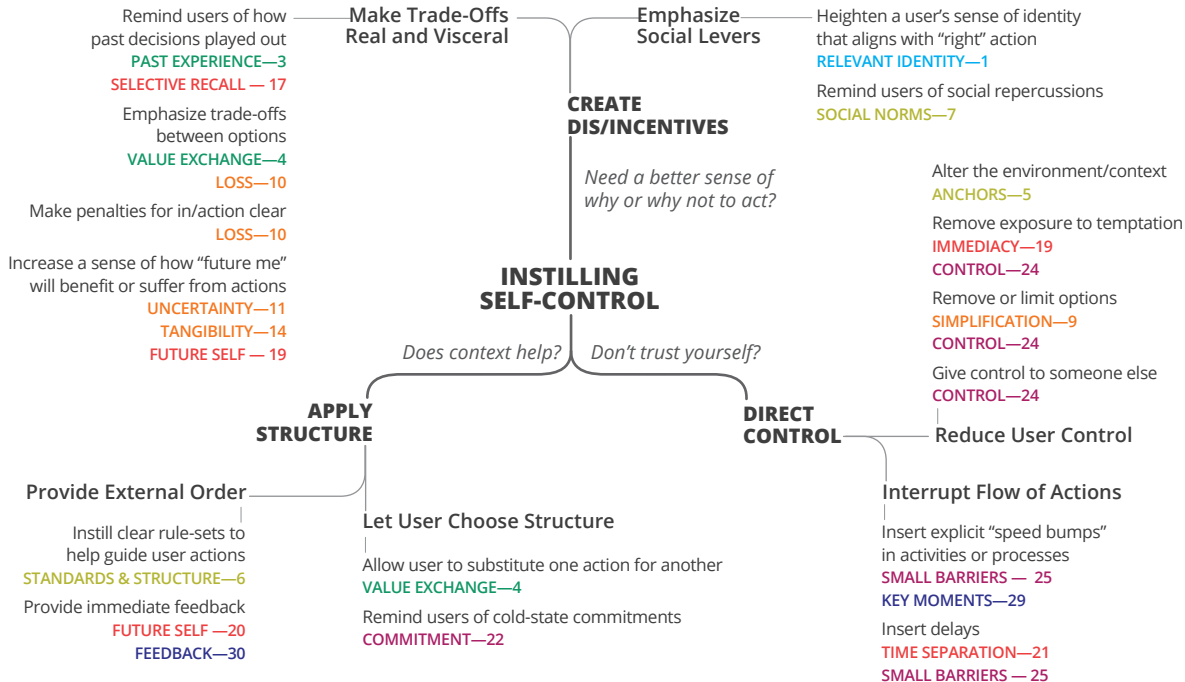 INSTILLING
SELF-CONTROL
Need a better sense of
why or why not to act?
CREATE
DIS/INCENTIVES
Make Trade-Offs
Real and Visceral
Remind users of how
past decisions played out
PAST EXPERIENCE—3
SELECTIVE RECALL — 17
Emphasize trade-offs
between options
VALUE EXCHANGE—4
LOSS—10
Make penalties for in/action clear
LOSS—10
Increase a sense of how “future me”
will benefit or suffer from actions
UNCERTAINTY—11
TANGIBILITY—14
FUTURE SELF — 19
Emphasize
Social Levers
Heighten a user’s sense of identity
that aligns with “right” action
RELEVANT IDENTITY—1
Remind users of social repercussions
SOCIAL NORMS—7
Does context help?
APPLY
STRUCTURE
Provide External Order
Instill clear rule-sets to
help guide user actions
STANDARDS & STRUCTURE—6
Provide immediate feedback
FUTURE SELF —20
FEEDBACK—30
Let User Choose Structure
Allow user to substitute one action for another
VALUE EXCHANGE—4
Remind users of cold-state commitments
COMMITMENT—22
Don’t trust yourself?
DIRECT
CONTROL
Alter the environment/context
ANCHORS—5
Remove exposure to temptation
IMMEDIACY—19
CONTROL—24
Remove or limit options
SIMPLIFICATION—9
CONTROL—24
Give control to someone else
CONTROL—24
Reduce User Control
Interrupt Flow of Actions
Insert explicit “speed bumps”
in activities or processes
SMALL BARRIERS — 25
KEY MOMENTS—29
Insert delays
TIME SEPARATION—21
SMALL BARRIERS — 25